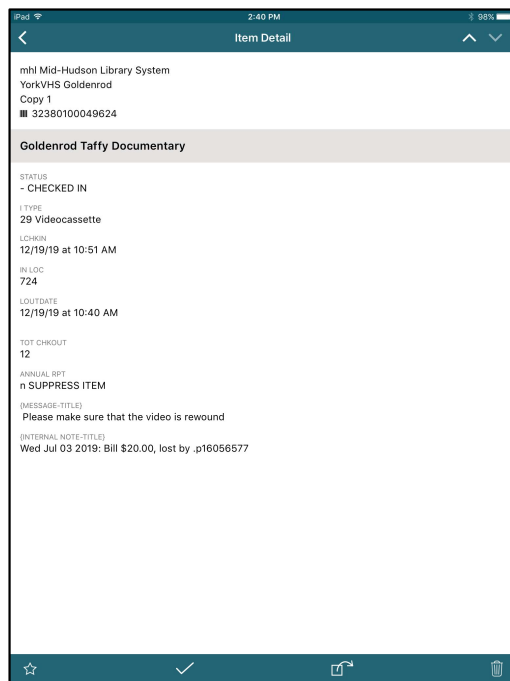 iPad 2:40 PM 98%
Item Detail
mhl Mid-Hudson Library System
YorkVHS Goldenrod
Copy 1
32380100049624
Goldenrod Taffy Documentary
STATUS
- CHECKED IN
I TYPE
29 Videocassette
LCHKIN
12/19/19 at 10:51 AM
IN LOC
724
LOUTDATE
12/19/19 at 10:40 AM
TOT CHKOUT
12
ANNUAL RPT
n SUPPRESS ITEM
{MESSAGE-TITLE}
Please make sure that the video is rewound
{INTERNAL NOTE-TITLE}
Wed Jul 03 2019: Bill $20.00, lost by .p16056577